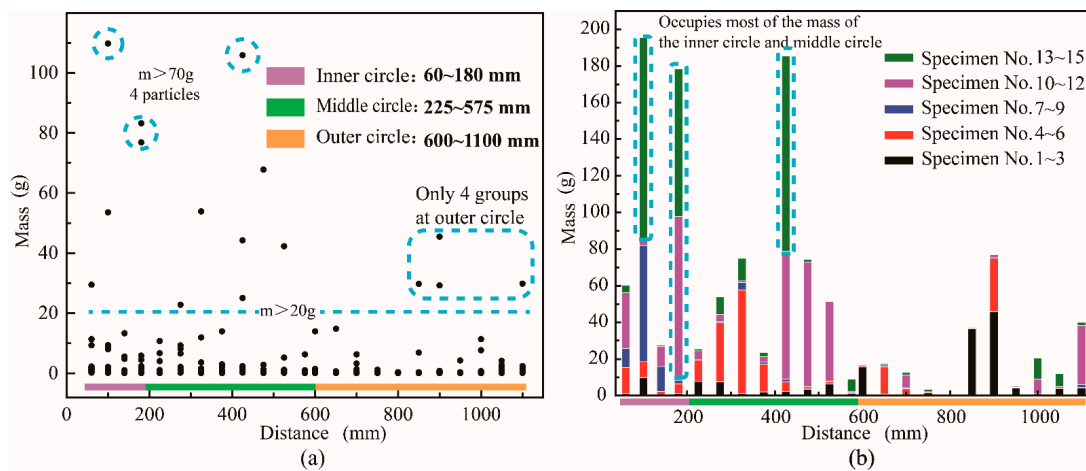 m>70g
4 particles
Inner circle: 60~180 mm
Middle circle: 225~575 mm
Outer circle: 600~1100 mm
Only 4 groups
at outer circle
m>20g
Mass (g)
0
20
40
60
80
100
0
200
400
600
800
1000
Distance (mm)
(a)
Occupies most of the mass of
the inner circle and middle circle
Specimen No. 13~15
Specimen No. 10~12
Specimen No. 7~9
Specimen No. 4~6
Specimen No. 1~3
Mass (g)
200
180
160
140
120
100
80
60
40
20
0
200
400
600
800
1000
Distance (mm)
(b)